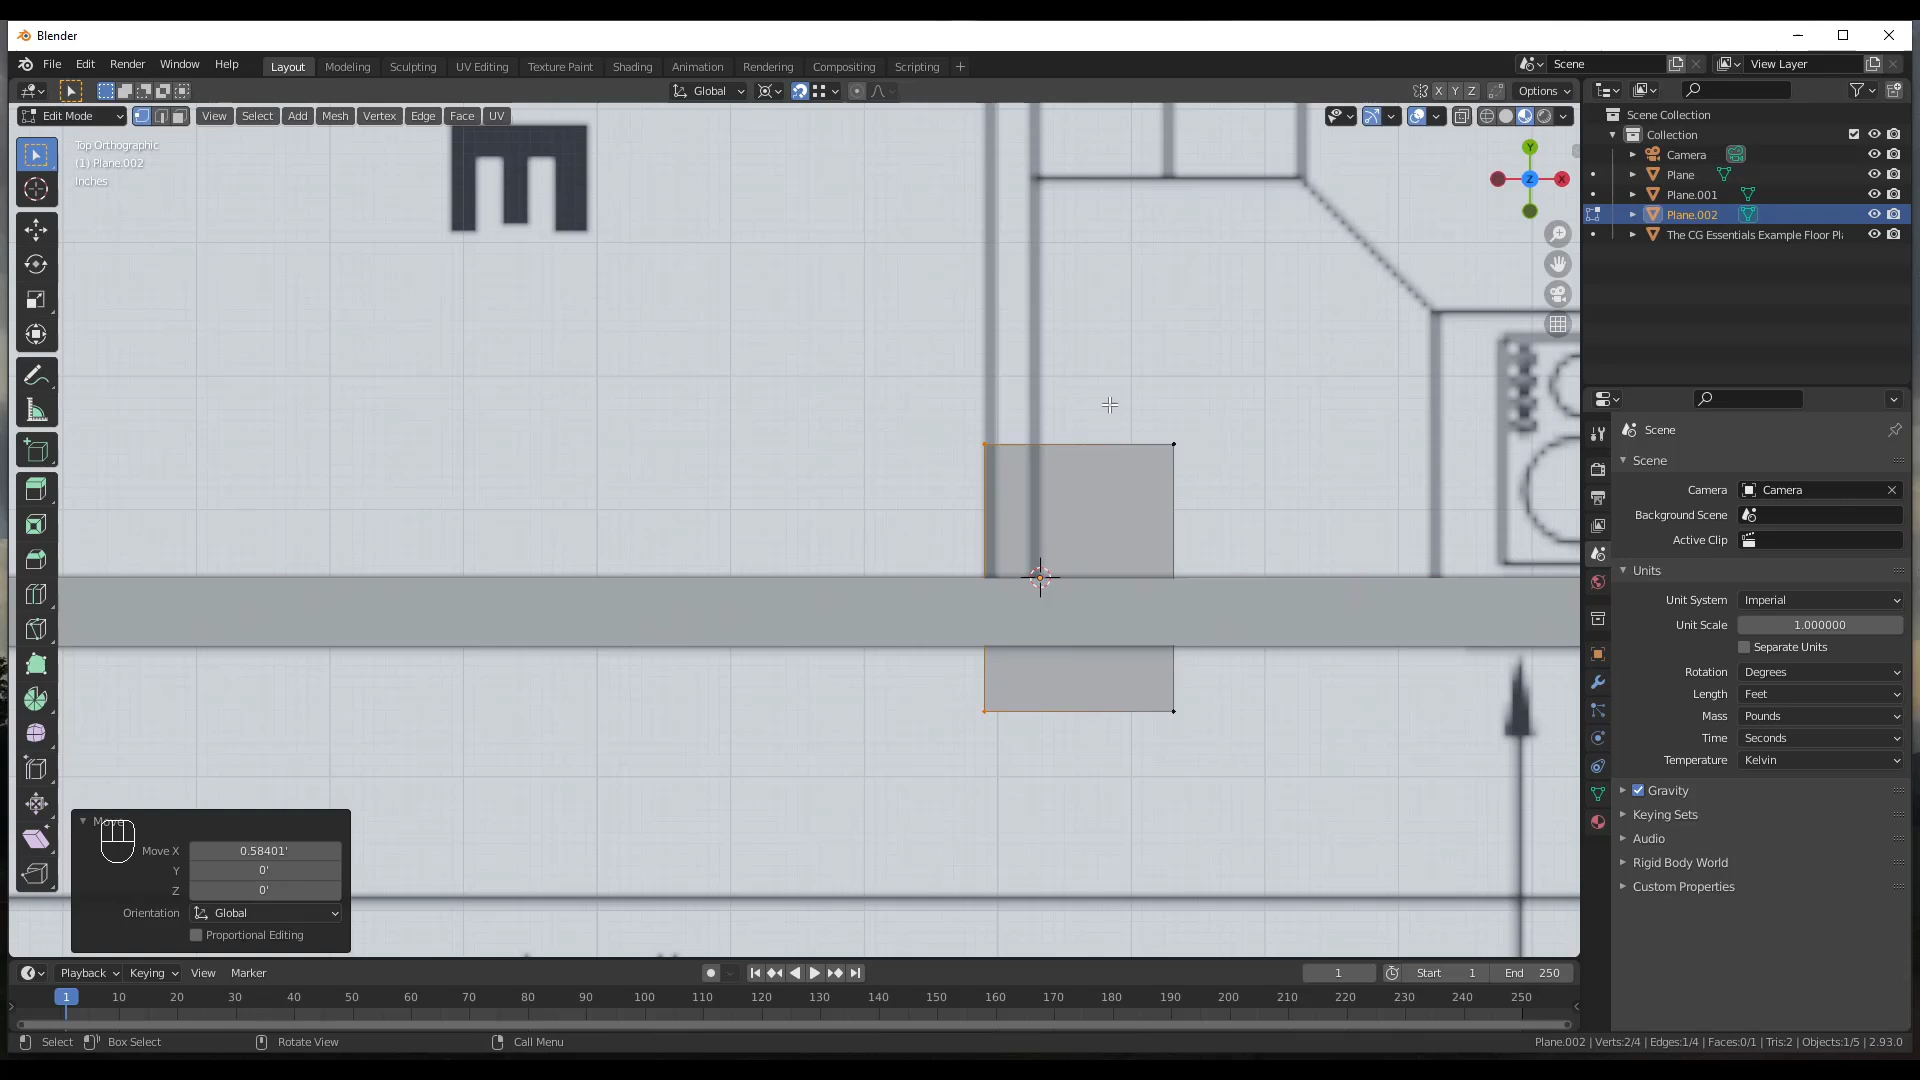 Blender
File Edit Render Window Help Layout Modeling Sculpting UV Editing Texture Paint Shading Animation Rendering Compositing Scripting + Scene View Layer
Global X Y Z Options
Edit Mode View Select Add Mesh Vertex Edge Face UV
Top Orthographic
(1) Plane.002
Inches
Y
Z X
Scene Collection
Collection
Camera
Plane
Plane.001
Plane.002
The CG Essentials Example Floor Pl
Scene
Scene
Camera Camera
Background Scene
Active Clip
Units
Unit System Imperial
Unit Scale 1.000000
Separate Units
Rotation Degrees
Length Feet
Mass Pounds
Time Seconds
Temperature Kelvin
Gravity
Keying Sets
Audio
Rigid Body World
Custom Properties
Move X 0.58401'
Y 0'
Z 0'
Orientation Global
Proportional Editing
Playback Keying View Marker 1 Start 1 End 250
1 10 20 30 40 50 60 70 80 90 100 110 120 130 140 150 160 170 180 190 200 210 220 230 240 250
Select Box Select Rotate View Call Menu Plane.002 | Verts:2/4 | Edges:1/4 | Faces:0/1 | Tris:2 | Objects:1/5 | 2.93.0